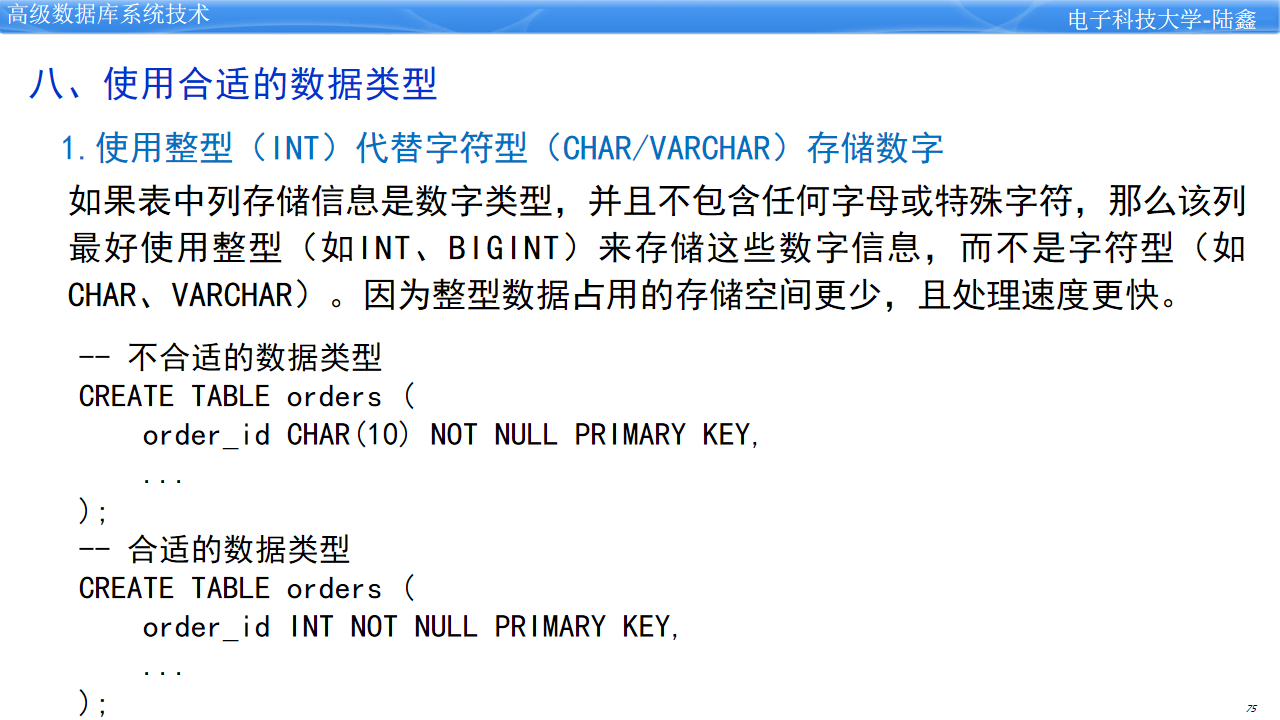 高级数据库系统技术
电子科技大学-陆鑫
八、使用合适的数据类型
1.使用整型（INT）代替字符型（CHAR/VARCHAR）存储数字
如果表中列存储信息是数字类型，并且不包含任何字母或特殊字符，那么该列
最好使用整型（如INT、BIGINT）来存储这些数字信息，而不是字符型（如
CHAR、VARCHAR）。因为整型数据占用的存储空间更少，且处理速度更快。
-- 不合适的数据类型
CREATE TABLE orders (
    order_id CHAR(10) NOT NULL PRIMARY KEY,
    ...
);
-- 合适的数据类型
CREATE TABLE orders (
    order_id INT NOT NULL PRIMARY KEY,
    ...
);
75